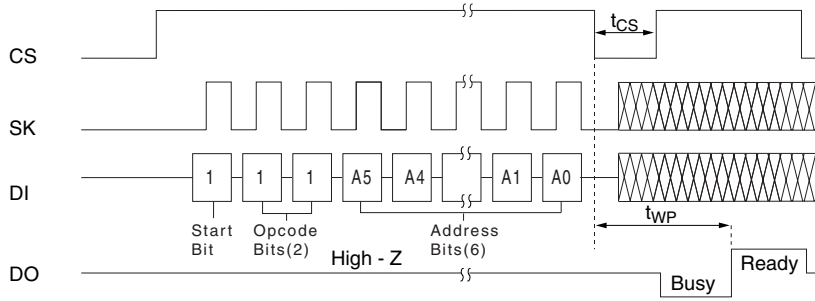 CS
tCS
SK
DI
1 1 1 A5 A4 A1 A0
Start
Bit
Opcode
Bits(2)
Address
Bits(6)
tWP
High - Z
DO
Busy
Ready